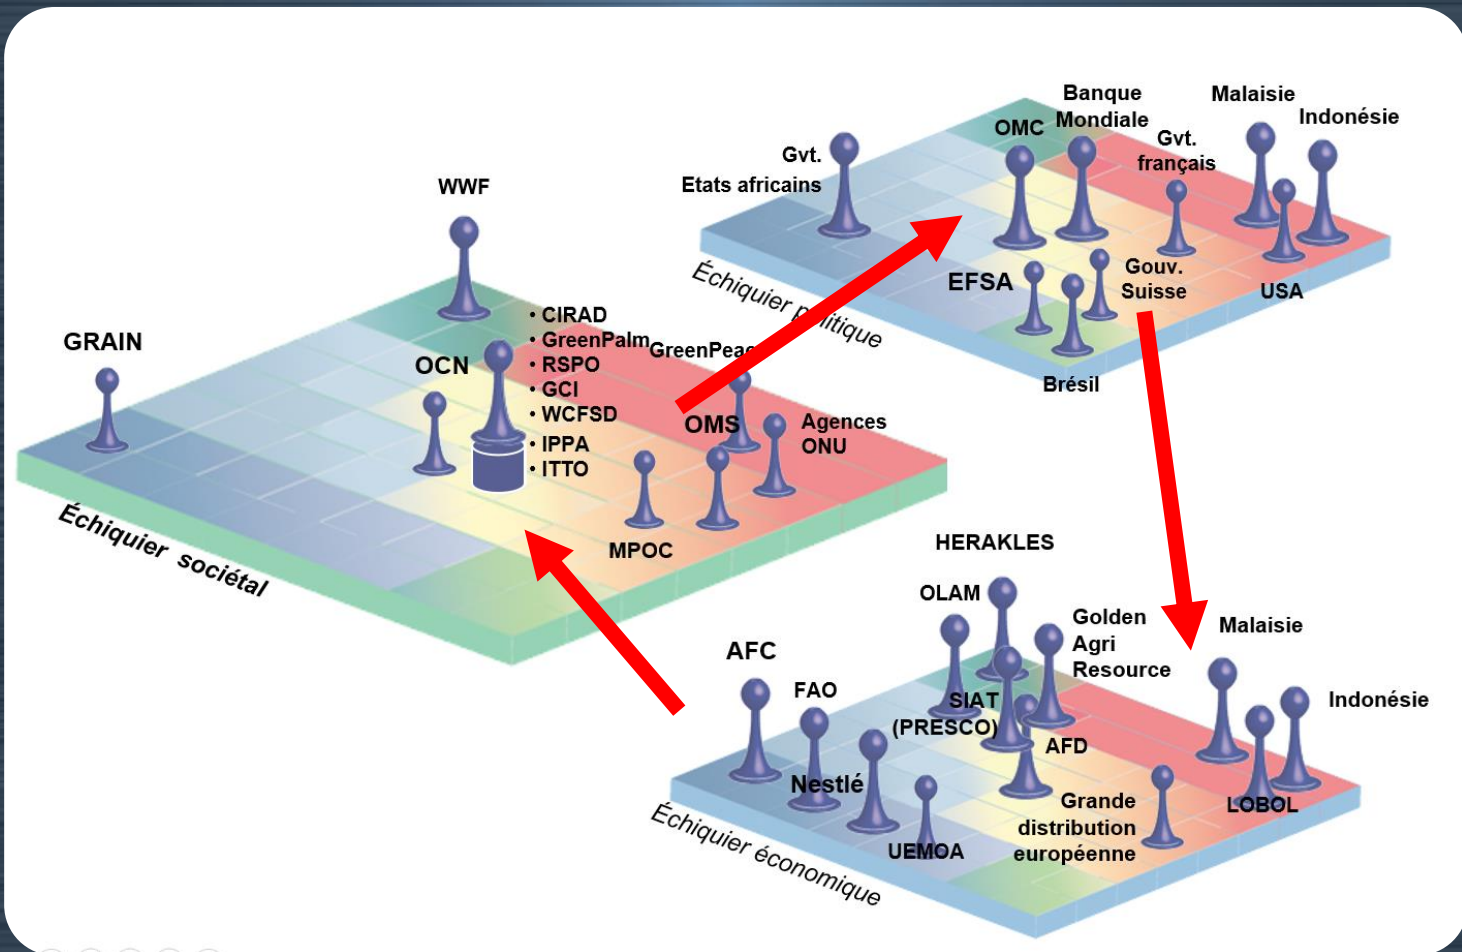 WWF
GRAIN
OCN
• CIRAD
• GreenPalm
• RSPO
• GCI
• WCFSD
• IPPA
• ITTO
GreenPeac
OMS
Agences
ONU
MPOC
Échiquier sociétal
Gvt.
Etats africains
OMC
Banque
Mondiale
Gvt.
français
Malaisie
Indonésie
EFSA
Gouv.
Suisse
USA
Brésil
Échiquier politique
HERAKLES
OLAM
Golden
Agri
Resource
Malaisie
Indonésie
AFC
FAO
SIAT
(PRESCO)
AFD
Nestlé
UEMOA
Grande
distribution
européenne
LOBOL
Échiquier économique